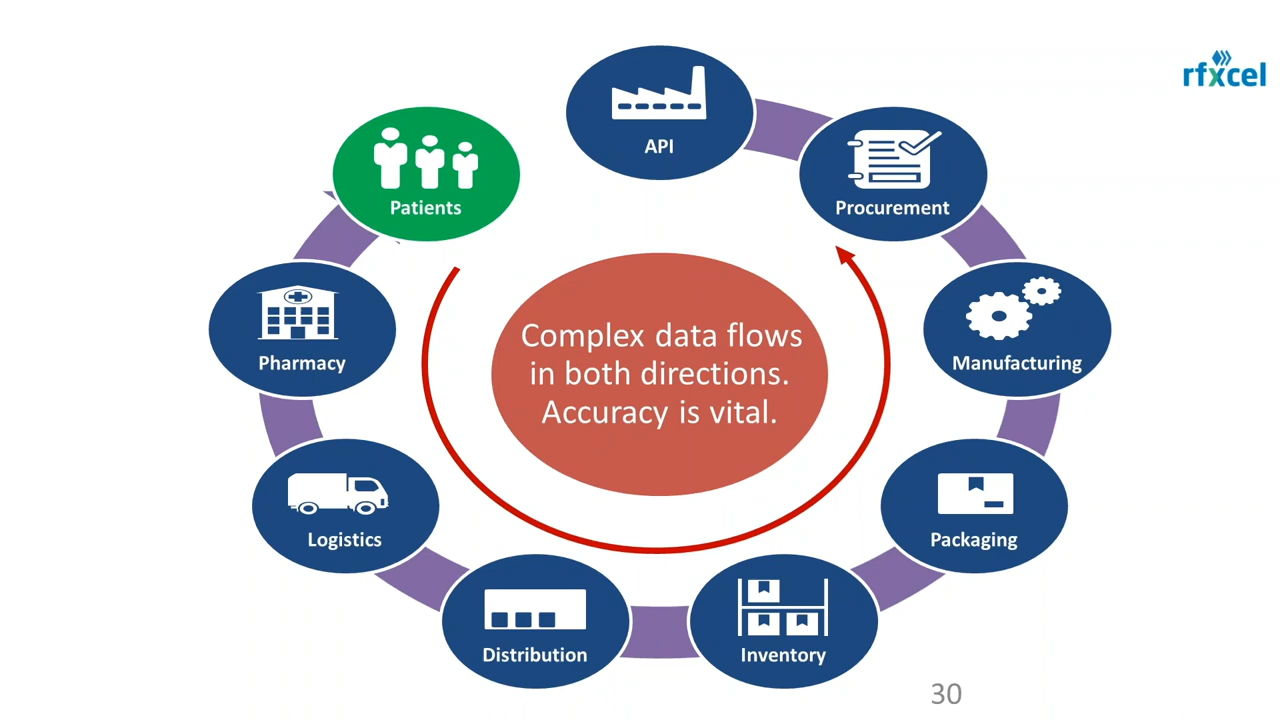 rfxcel
API
Procurement
Manufacturing
Packaging
Inventory
Distribution
Logistics
Pharmacy
Patients
Complex data flows
in both directions.
Accuracy is vital.
30